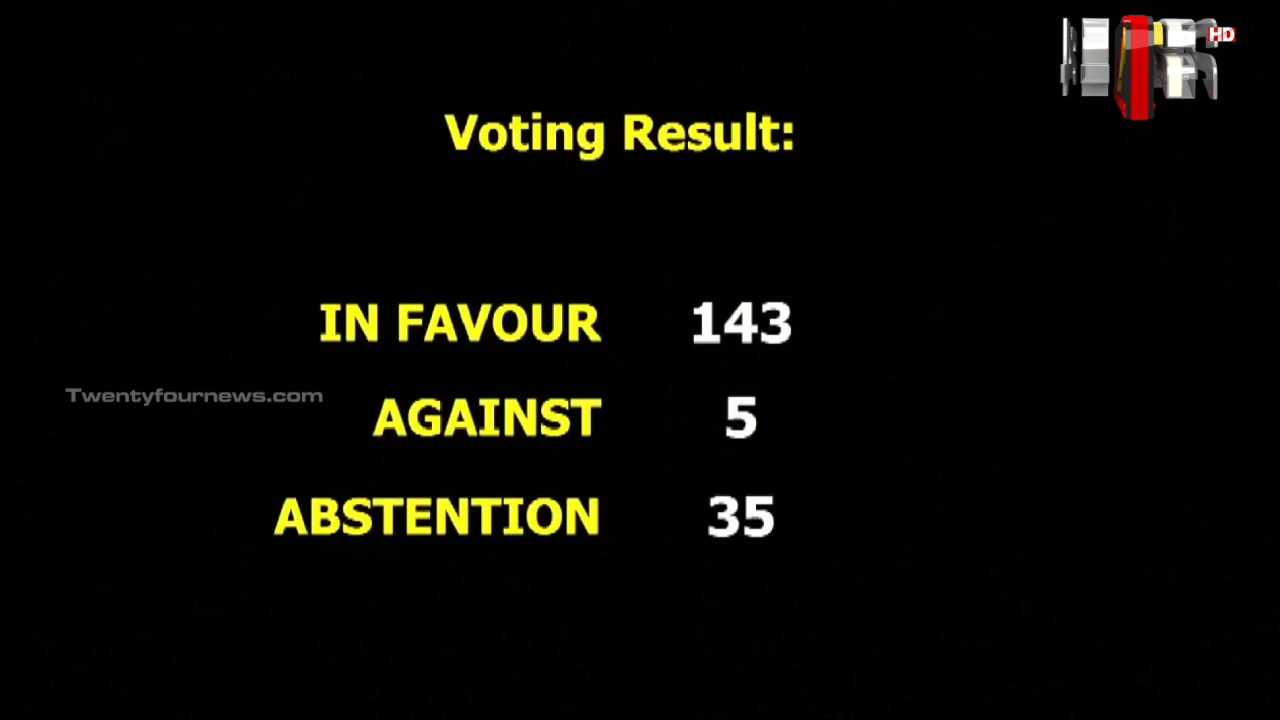 HD
Voting Result:
IN FAVOUR 143
Twentyfournews.com
AGAINST 5
ABSTENTION 35